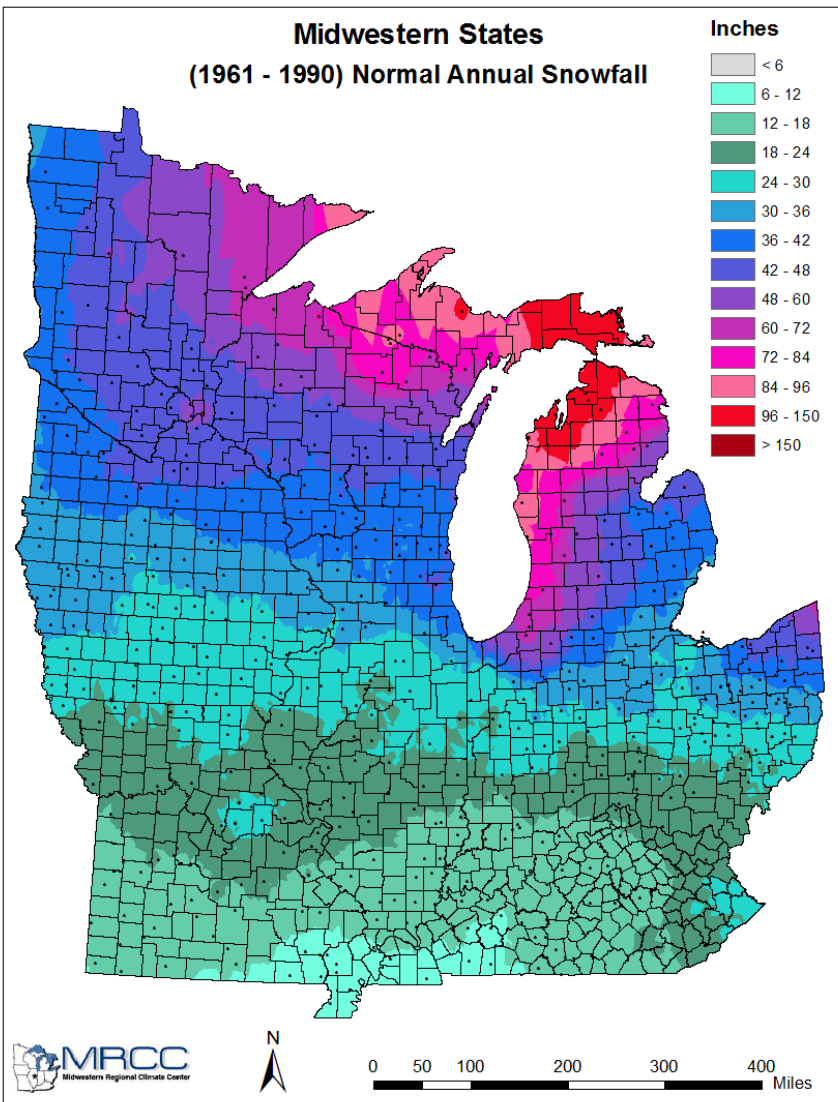 Midwestern States
(1961 - 1990) Normal Annual Snowfall
Inches
< 6
6 - 12
12 - 18
18 - 24
24 - 30
30 - 36
36 - 42
42 - 48
48 - 60
60 - 72
72 - 84
84 - 96
96 - 150
> 150
MRCC
Midwestern Regional Climate Center
N
0 50 100 200 300 400
Miles